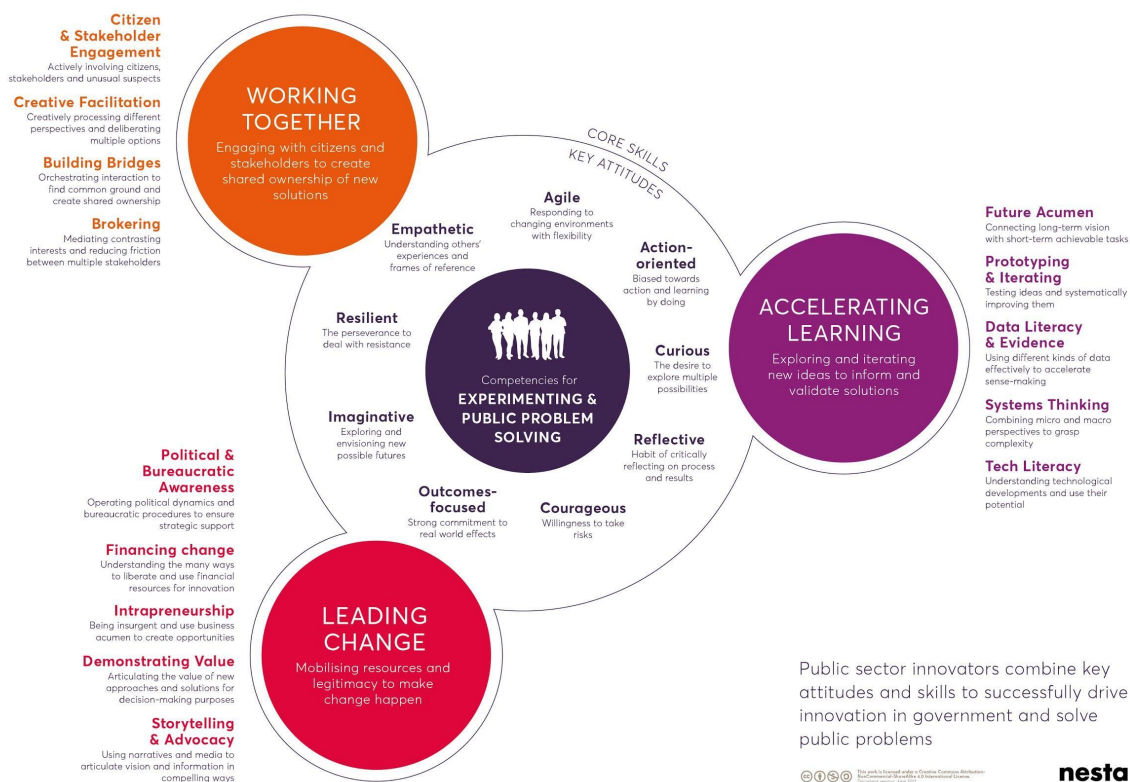 Citizen
& Stakeholder
Engagement
Actively involving citizens,
stakeholders and unusual suspects
Creative Facilitation
Creatively processing different
perspectives and deliberating
multiple options
Building Bridges
Orchestrating interaction to
find common ground and
create shared ownership
Brokering
Mediating contrasting
interests and reducing friction
between multiple stakeholders
WORKING
TOGETHER
Engaging with citizens and
stakeholders to create
shared ownership of new
solutions
CORE SKILLS
KEY ATTITUDES
Agile
Responding to
changing environments
with flexibility
Empathetic
Understanding others'
experiences and
frames of reference
Action-
oriented
Biased towards
action and learning
by doing
Resilient
The perseverance to
deal with resistance
Curious
The desire to
explore multiple
possibilities
Imaginative
Exploring and
envisioning new
possible futures
Reflective
Habit of critically
reflecting on process
and results
Outcomes-
focused
Strong commitment to
real world effects
Courageous
Willingness to take
risks
Competencies for
EXPERIMENTING &
PUBLIC PROBLEM
SOLVING
ACCELERATING
LEARNING
Exploring and iterating
new ideas to inform and
validate solutions
Future Acumen
Connecting long-term vision
with short-term achievable tasks
Prototyping
& Iterating
Testing ideas and systematically
improving them
Data Literacy
& Evidence
Using different kinds of data
effectively to accelerate
sense-making
Systems Thinking
Combining micro and macro
perspectives to grasp
complexity
Tech Literacy
Understanding technological
developments and use their
potential
Political &
Bureaucratic
Awareness
Operating political dynamics and
bureaucratic procedures to ensure
strategic support
Financing change
Understanding the many ways
to liberate and use financial
resources for innovation
Intrapreneurship
Being insurgent and use business
acumen to create opportunities
Demonstrating Value
Articulating the value of new
approaches and solutions for
decision-making purposes
Storytelling
& Advocacy
Using narratives and media to
articulate vision and information in
compelling ways
LEADING
CHANGE
Mobilising resources and
legitimacy to make
change happen
Public sector innovators combine key
attitudes and skills to successfully drive
innovation in government and solve
public problems
This work is licensed under a Creative Commons Attribution-
NonCommercial-ShareAlike 4.0 International License.
nesta